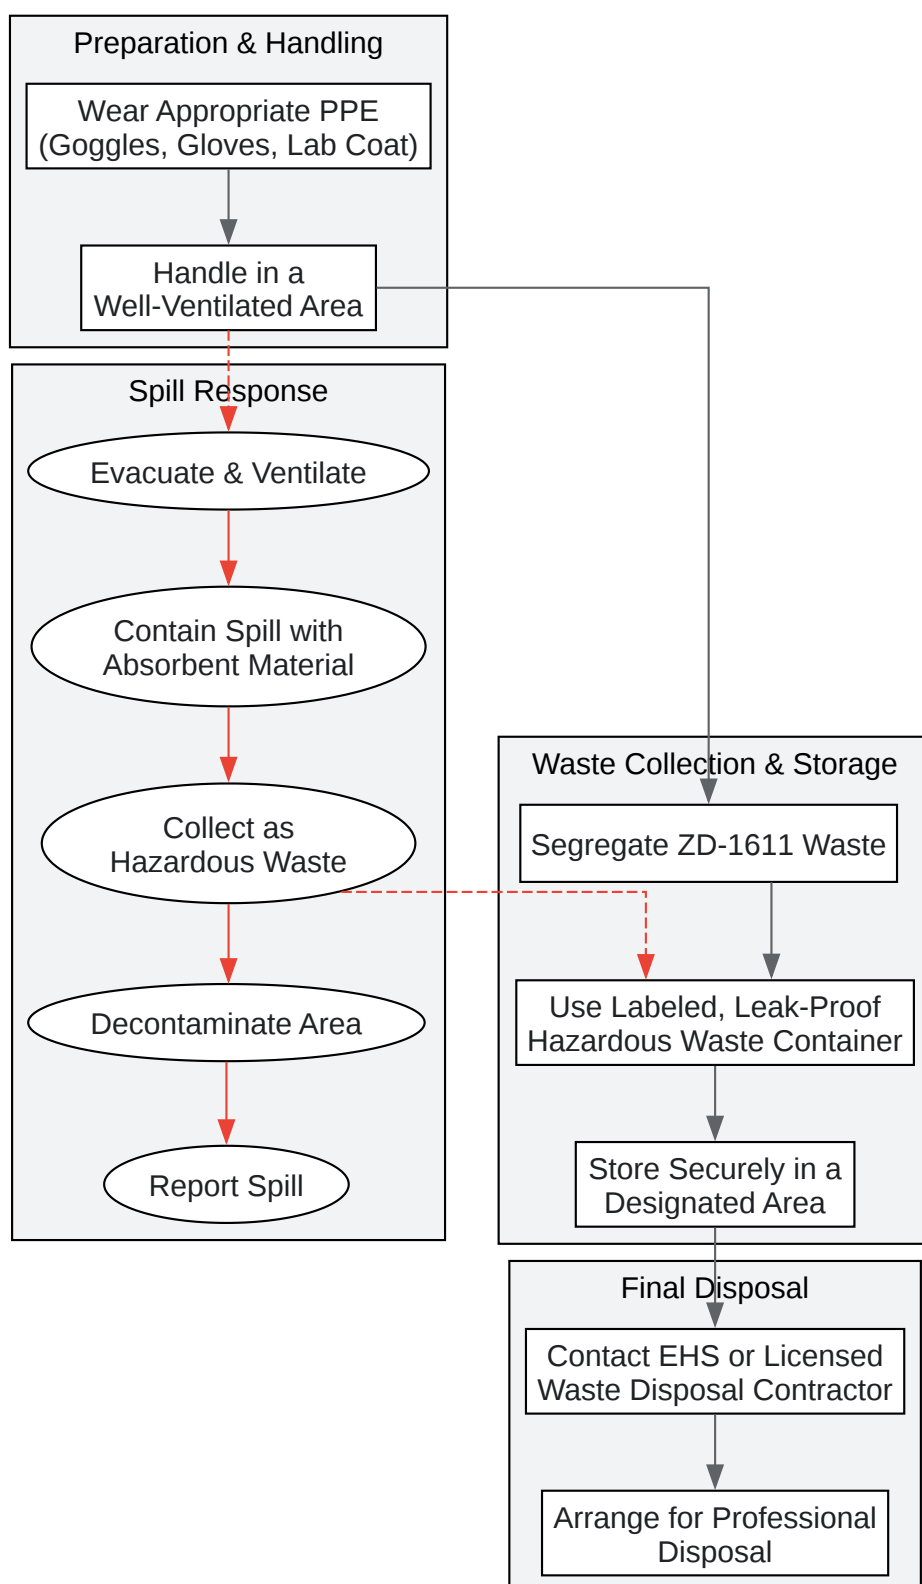 Preparation & Handling
Wear Appropriate PPE
(Goggles, Gloves, Lab Coat)
Handle in a
Well-Ventilated Area
Spill Response
Evacuate & Ventilate
Contain Spill with
Absorbent Material
Collect as
Hazardous Waste
Decontaminate Area
Report Spill
Waste Collection & Storage
Segregate ZD-1611 Waste
Use Labeled, Leak-Proof
Hazardous Waste Container
Store Securely in a
Designated Area
Final Disposal
Contact EHS or Licensed
Waste Disposal Contractor
Arrange for Professional
Disposal